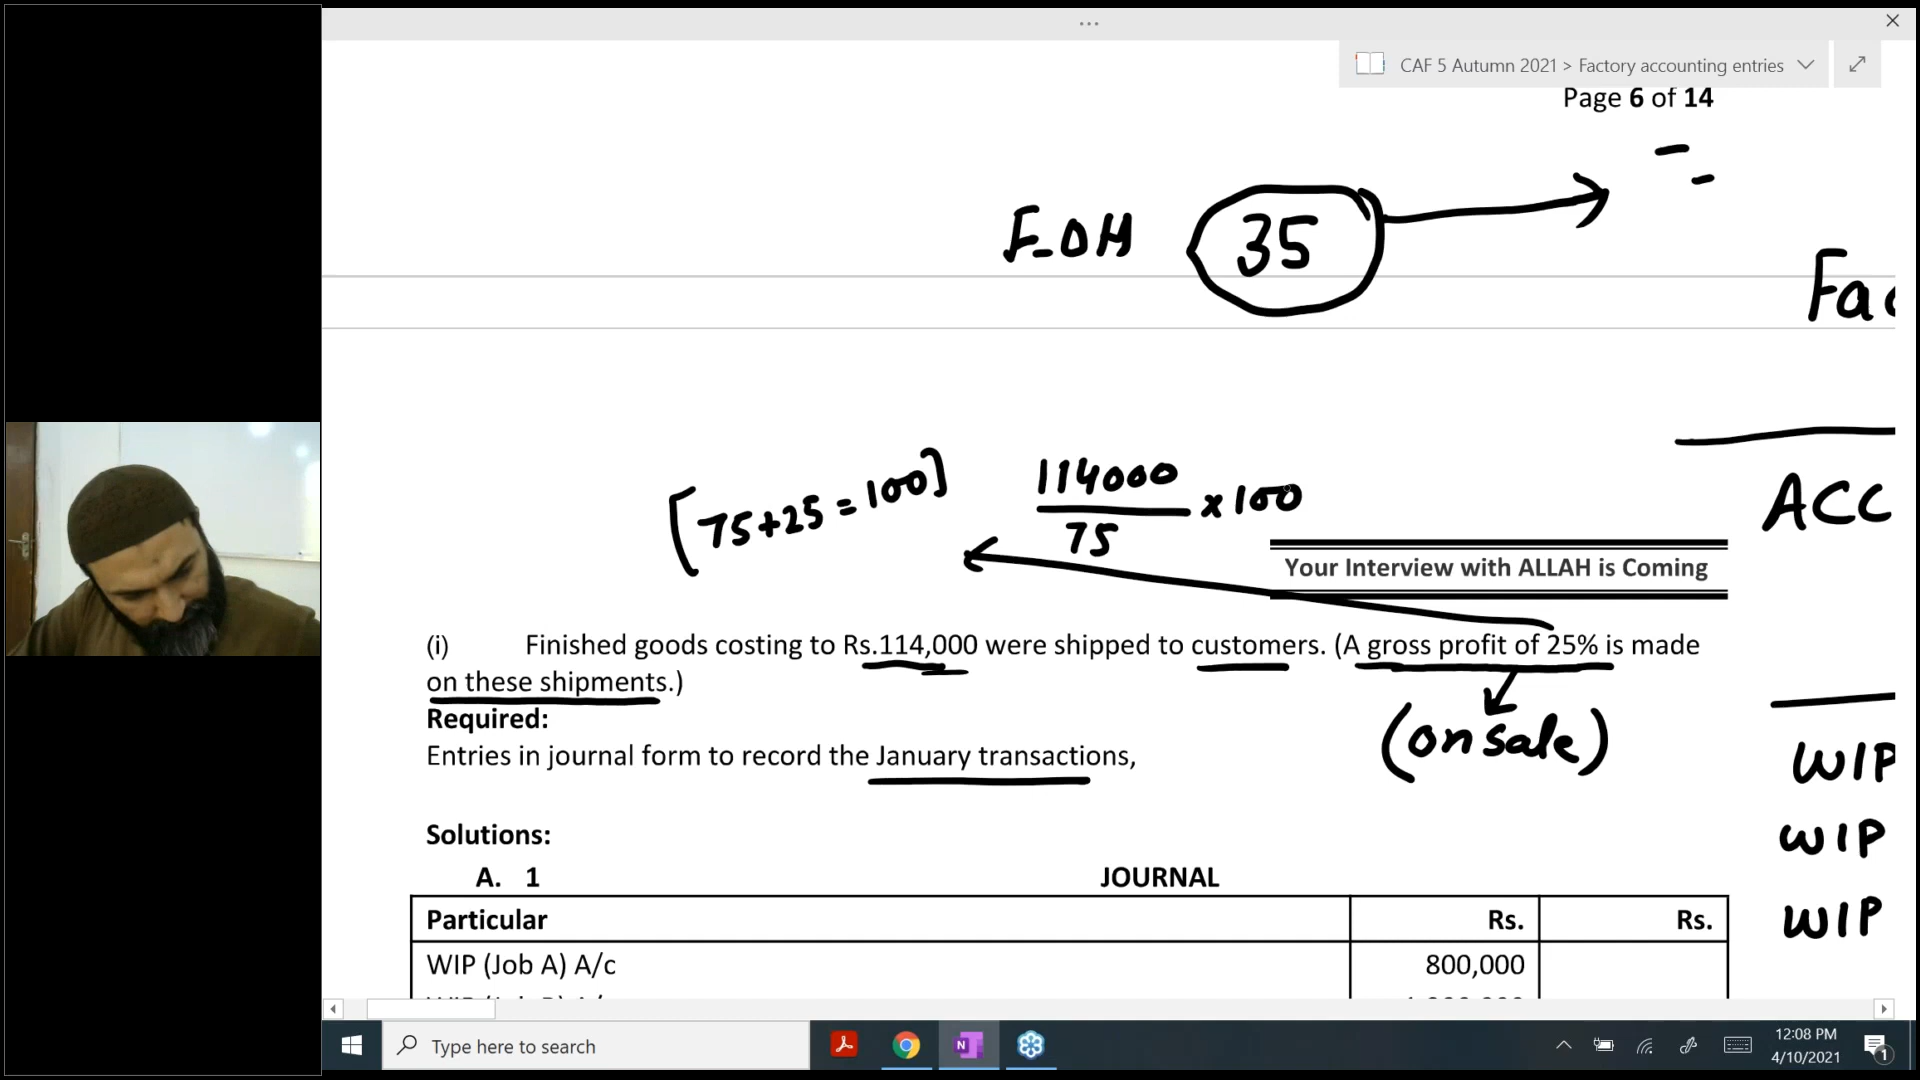 ...
CAF 5 Autumn 2021 > Factory accounting entries
Page 6 of 14
FOH 35
Fac
[75+25=100] 114000/75 x 100
ACC
Your Interview with ALLAH is Coming
(i) Finished goods costing to Rs.114,000 were shipped to customers. (A gross profit of 25% is made
on these shipments.)
(on sale)
Required:
Entries in journal form to record the January transactions,
WIP
WIP
WIP
Solutions:
A. 1 JOURNAL
Particular Rs. Rs.
WIP (Job A) A/c 800,000
Type here to search
12:08 PM
4/10/2021
1